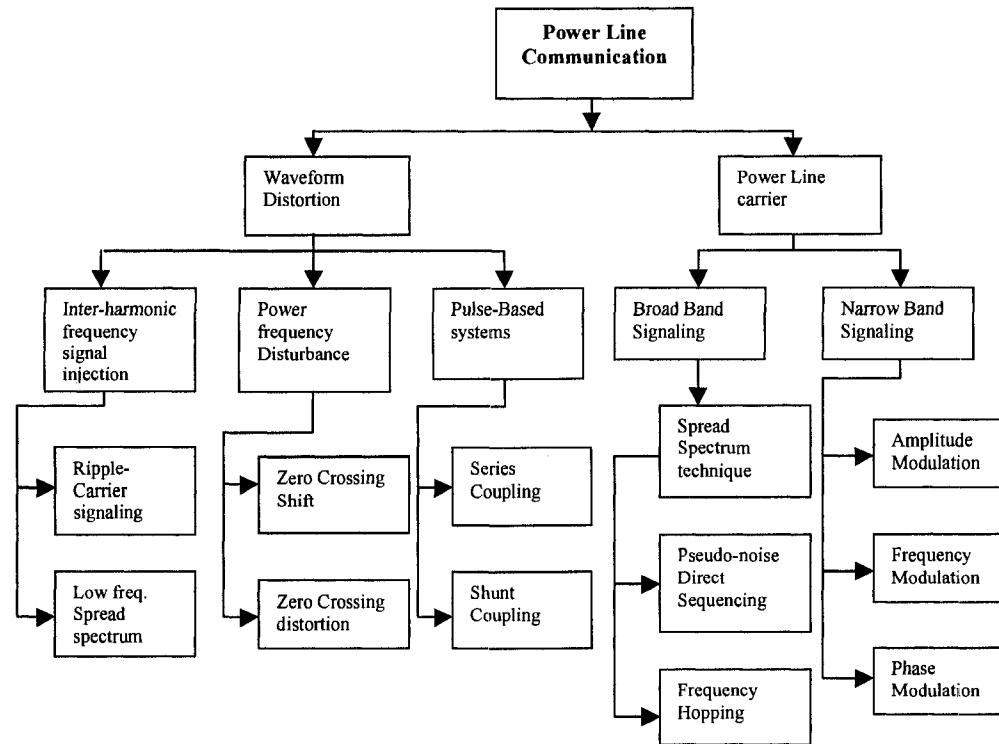 Power Line
Communication
Waveform
Distortion
Power Line
carrier
Inter-harmonic
frequency
signal
injection
Power
frequency
Disturbance
Pulse-Based
systems
Broad Band
Signaling
Narrow Band
Signaling
Ripple-
Carrier
signaling
Zero Crossing
Shift
Series
Coupling
Spread
Spectrum
technique
Amplitude
Modulation
Low freq.
Spread
spectrum
Zero Crossing
distortion
Shunt
Coupling
Pseudo-noise
Direct
Sequencing
Frequency
Modulation
Frequency
Hopping
Phase
Modulation